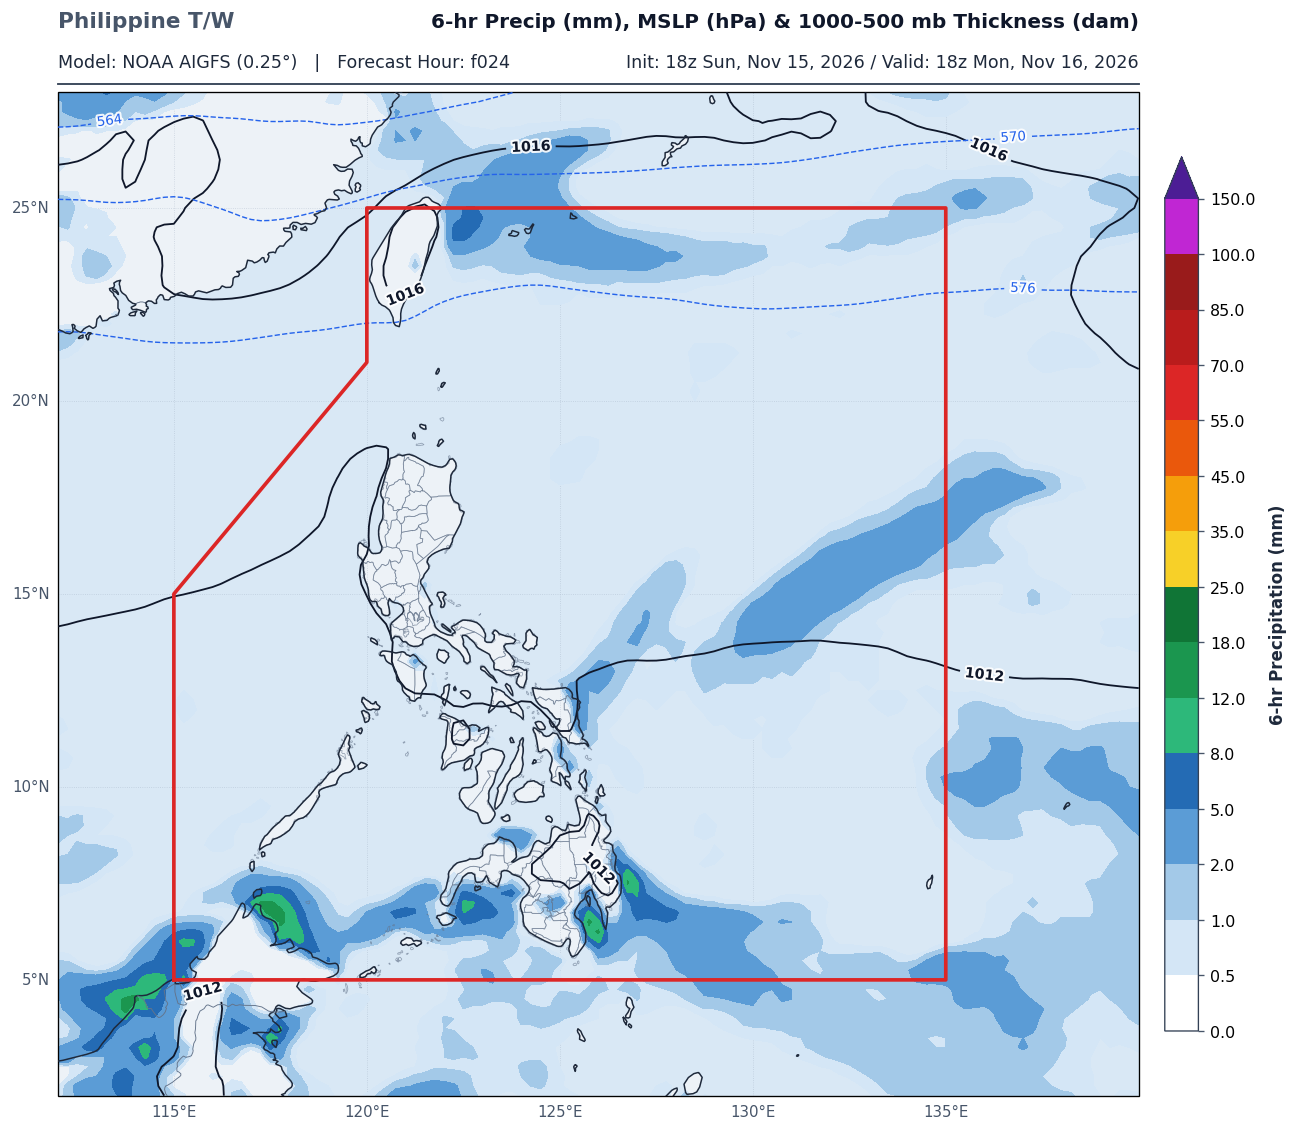 Philippine T/W
6-hr Precip (mm), MSLP (hPa) & 1000-500 mb Thickness (dam)
Model: NOAA AIGFS (0.25°) | Forecast Hour: f024
Init: 18z Sun, Nov 15, 2026 / Valid: 18z Mon, Nov 16, 2026
564
1016
570
1016
1016
576
1012
1012
1012
25°N
20°N
15°N
10°N
5°N
115°E
120°E
125°E
130°E
135°E
150.0
100.0
85.0
70.0
55.0
45.0
35.0
25.0
18.0
12.0
8.0
5.0
2.0
1.0
0.5
0.0
6-hr Precipitation (mm)